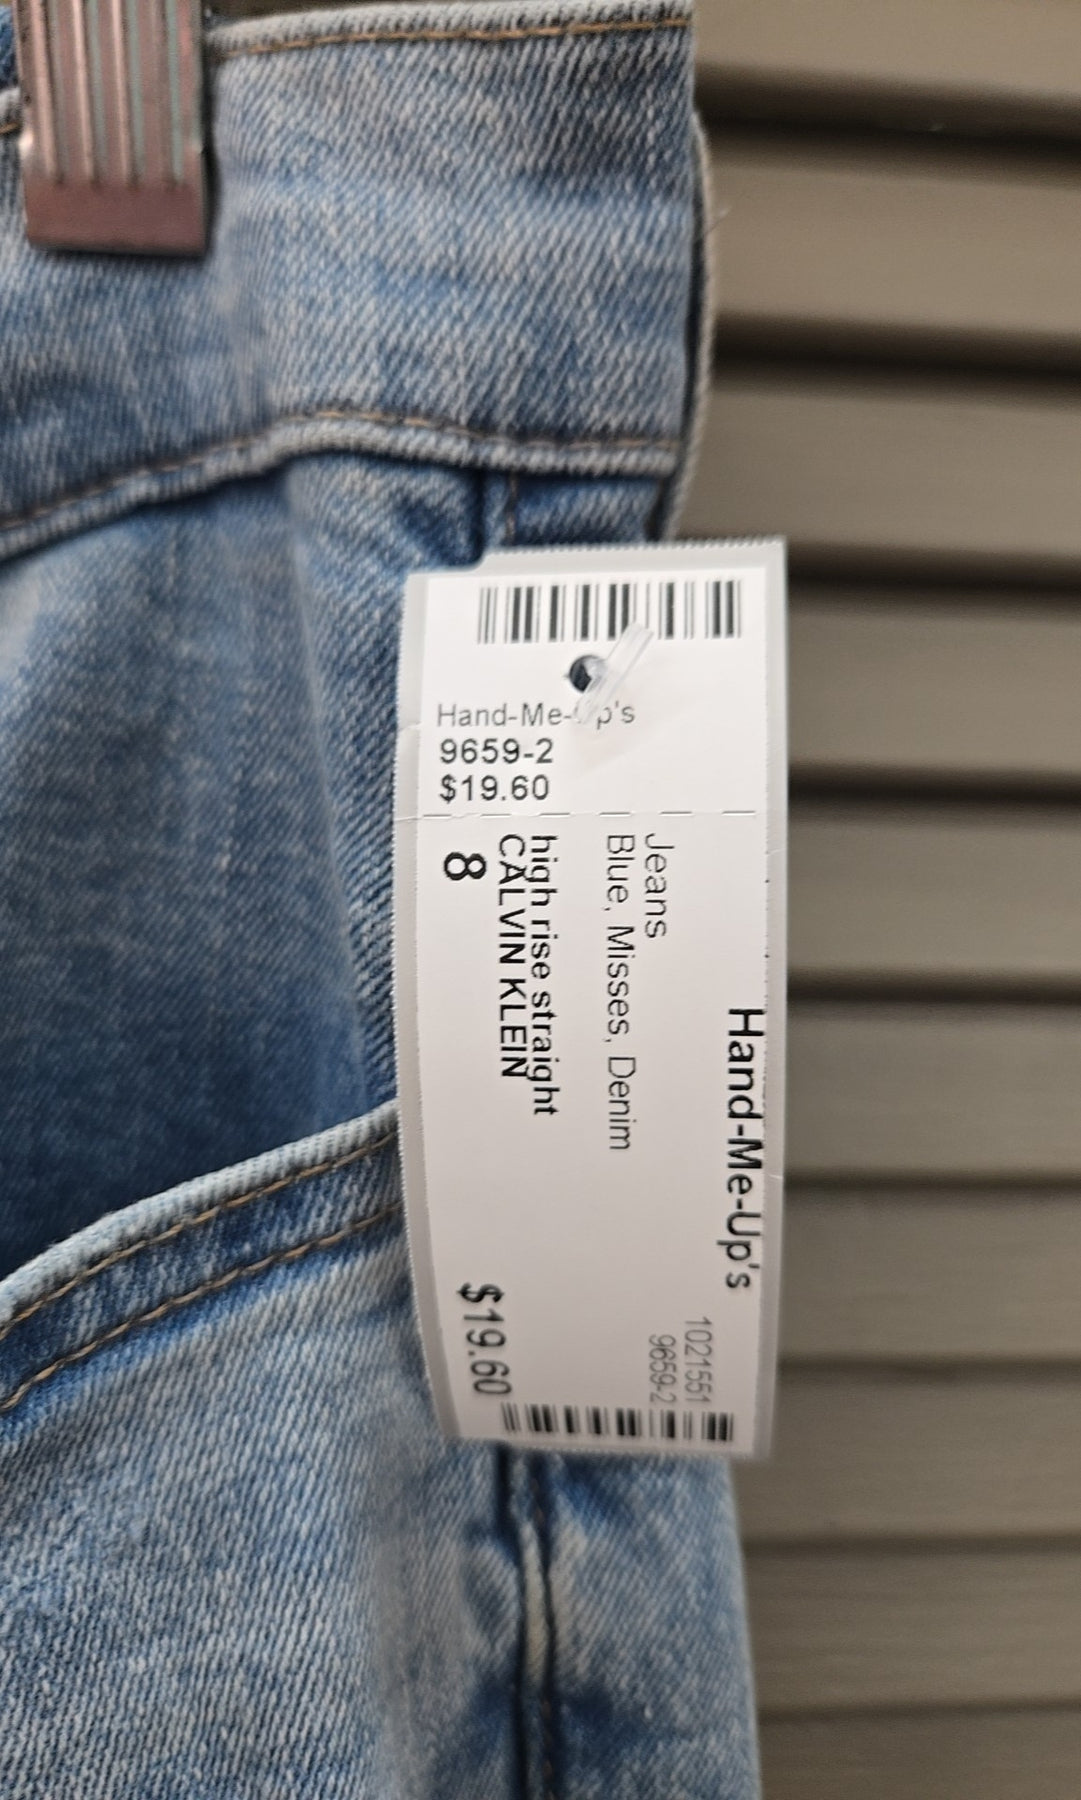 Hand-Me-Up's
9659-2
$19.60
Hand-Me-Up's
1021551
9659-2
Jeans
Blue, Misses, Denim
high rise straight
CALVIN KLEIN
8
$19.60